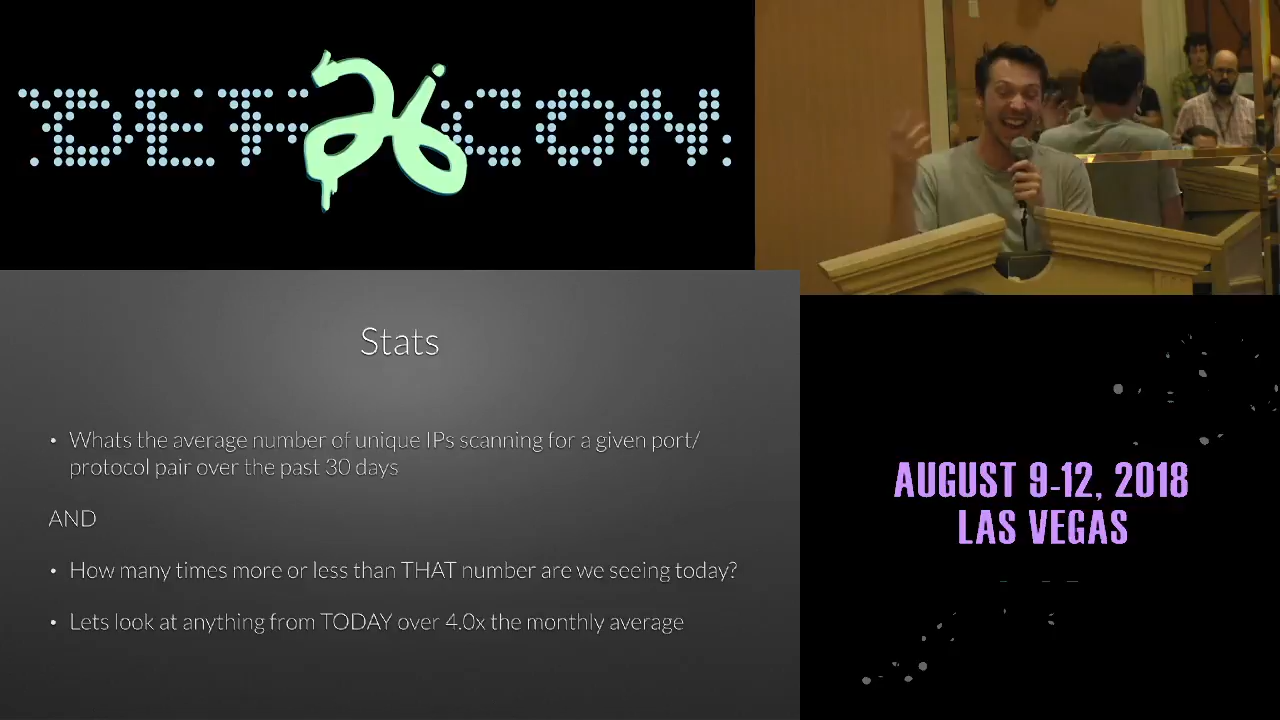 DEF 26 CON
Stats
• Whats the average number of unique IPs scanning for a given port/
protocol pair over the past 30 days
AND
• How many times more or less than THAT number are we seeing today?
• Lets look at anything from TODAY over 4.0x the monthly average
AUGUST 9-12, 2018
LAS VEGAS